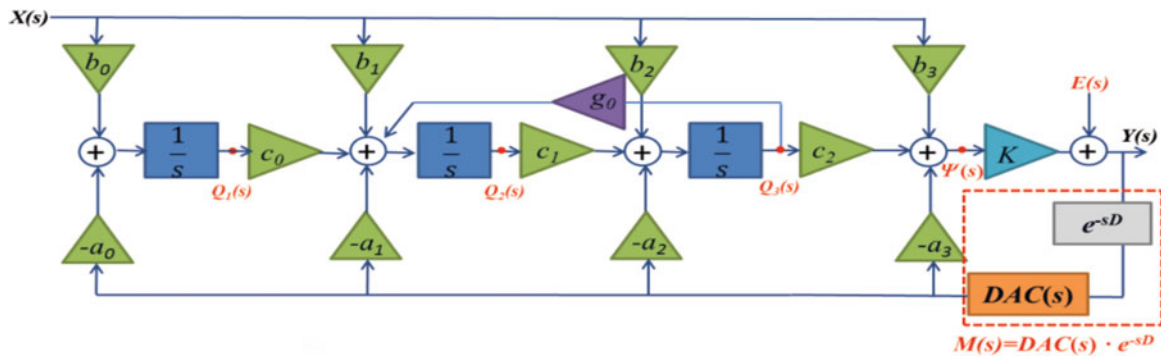 X(s)
b₀ b₁ b₂ b₃
g₀ E(s)
+ 1/s c₀ + 1/s c₁ + 1/s c₂ + K + Y(s)
Q₁(s) Q₂(s) Q₃(s) Ψ(s)
-a₀ -a₁ -a₂ -a₃ e⁻ˢᴰ
DAC(s)
M(s)=DAC(s) · e⁻ˢᴰ